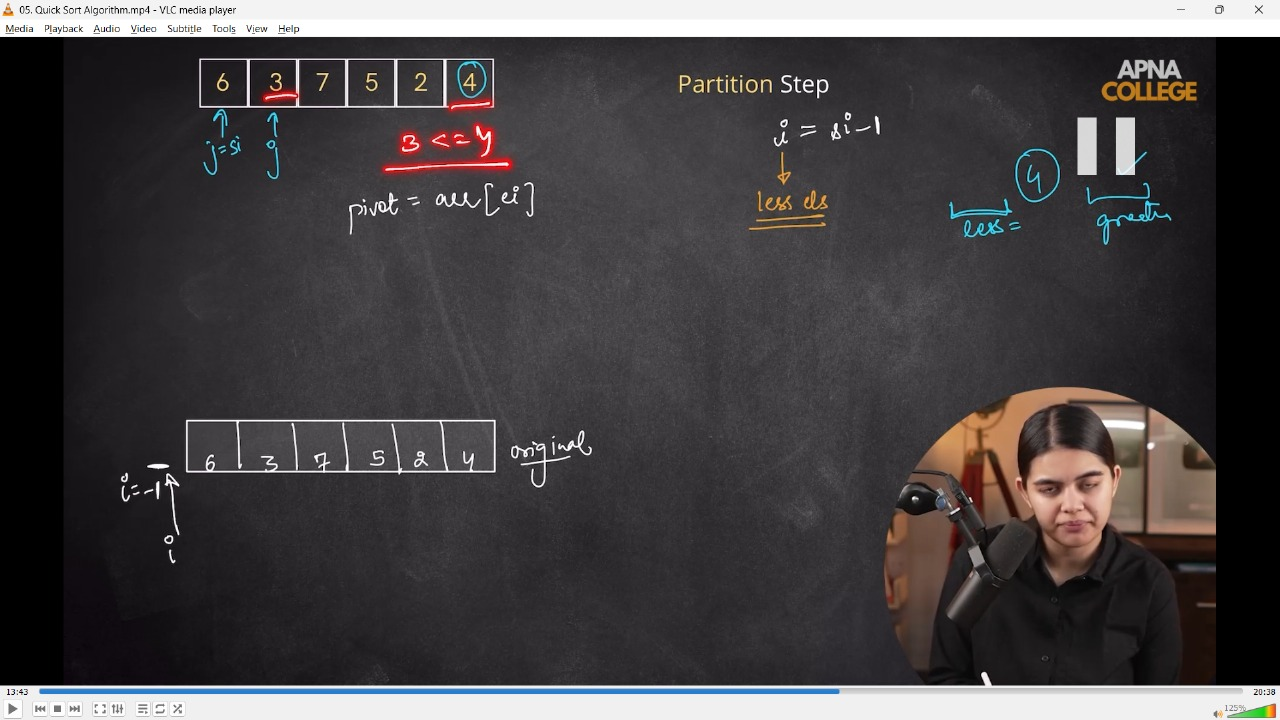 05. Quick Sort Algorithm.mp4 - VLC media player
Media Playback Audio Video Subtitle Tools View Help
6 3 7 5 2 4
Partition Step
APNA
COLLEGE
j=si
j
3 <= 4
pivot = arr[ei]
i = si-1
less els
4
less=
greater
6 3 7 5 2 4
original
i=-1
i
13:43
20:38
125%